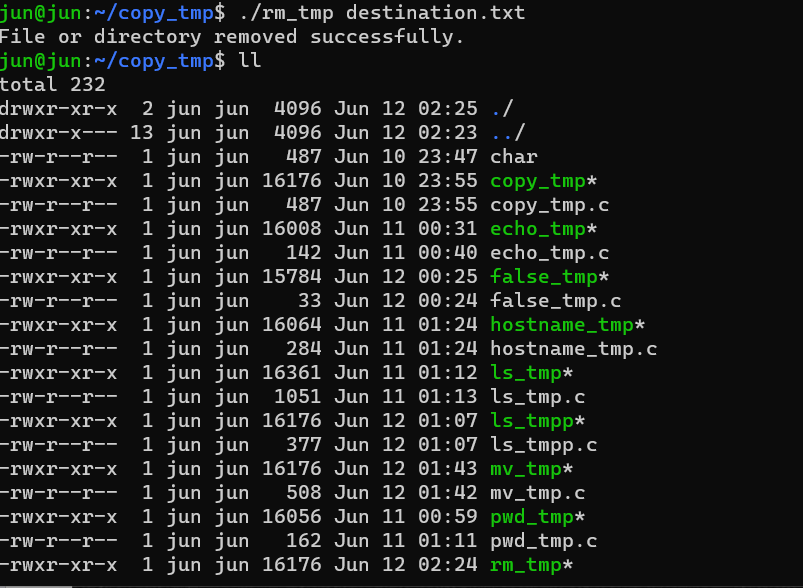 jun@jun:~/copy_tmp$ ./rm_tmp destination.txt
File or directory removed successfully.
jun@jun:~/copy_tmp$ ll
total 232
drwxr-xr-x  2 jun jun  4096 Jun 12 02:25 ./
drwxr-x--- 13 jun jun  4096 Jun 12 02:23 ../
-rw-r--r--  1 jun jun   487 Jun 10 23:47 char
-rwxr-xr-x  1 jun jun 16176 Jun 10 23:55 copy_tmp*
-rw-r--r--  1 jun jun   487 Jun 10 23:55 copy_tmp.c
-rwxr-xr-x  1 jun jun 16008 Jun 11 00:31 echo_tmp*
-rw-r--r--  1 jun jun   142 Jun 11 00:40 echo_tmp.c
-rwxr-xr-x  1 jun jun 15784 Jun 12 00:25 false_tmp*
-rw-r--r--  1 jun jun    33 Jun 12 00:24 false_tmp.c
-rwxr-xr-x  1 jun jun 16064 Jun 11 01:24 hostname_tmp*
-rw-r--r--  1 jun jun   284 Jun 11 01:24 hostname_tmp.c
-rwxr-xr-x  1 jun jun 16361 Jun 11 01:12 ls_tmp*
-rw-r--r--  1 jun jun  1051 Jun 11 01:13 ls_tmp.c
-rwxr-xr-x  1 jun jun 16176 Jun 12 01:07 ls_tmpp*
-rw-r--r--  1 jun jun   377 Jun 12 01:07 ls_tmpp.c
-rwxr-xr-x  1 jun jun 16176 Jun 12 01:43 mv_tmp*
-rw-r--r--  1 jun jun   508 Jun 12 01:42 mv_tmp.c
-rwxr-xr-x  1 jun jun 16056 Jun 11 00:59 pwd_tmp*
-rw-r--r--  1 jun jun   162 Jun 11 01:11 pwd_tmp.c
-rwxr-xr-x  1 jun jun 16176 Jun 12 02:24 rm_tmp*